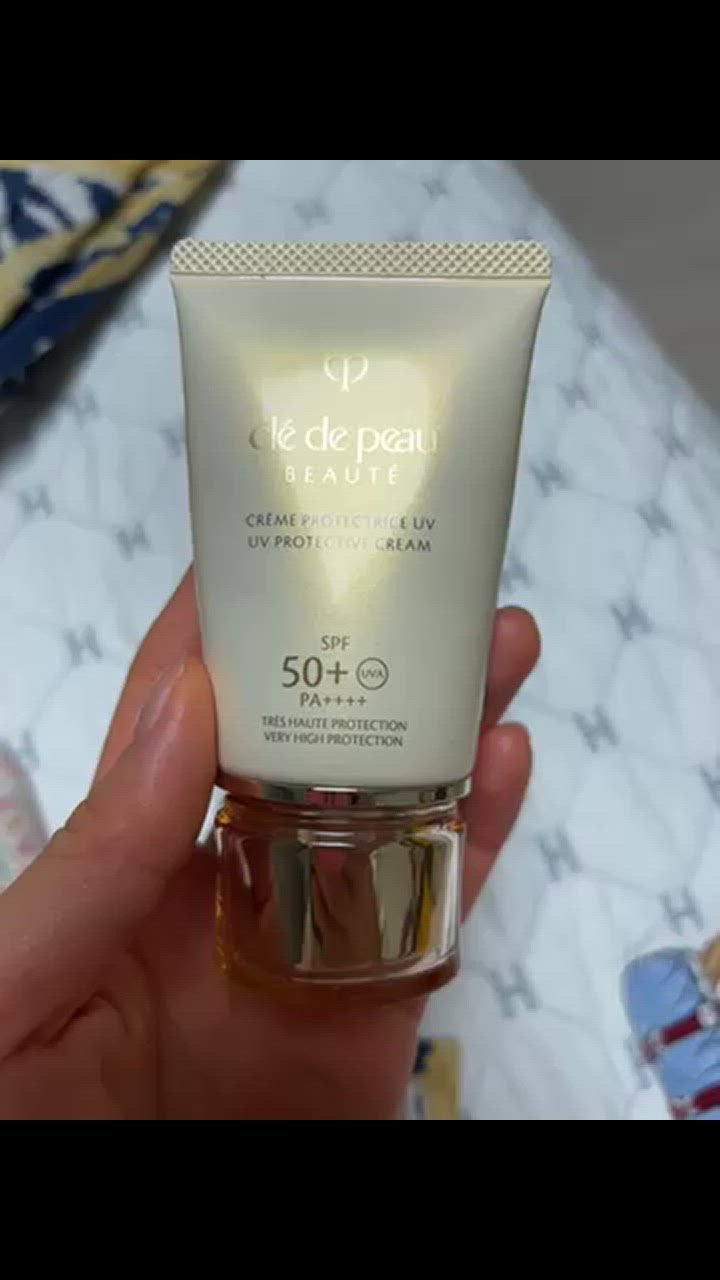 clé de peau
BEAUTÉ
CRÈME PROTECTRICE UV
UV PROTECTIVE CREAM
SPF
50+ UVA
PA++++
TRÈS HAUTE PROTECTION
VERY HIGH PROTECTION